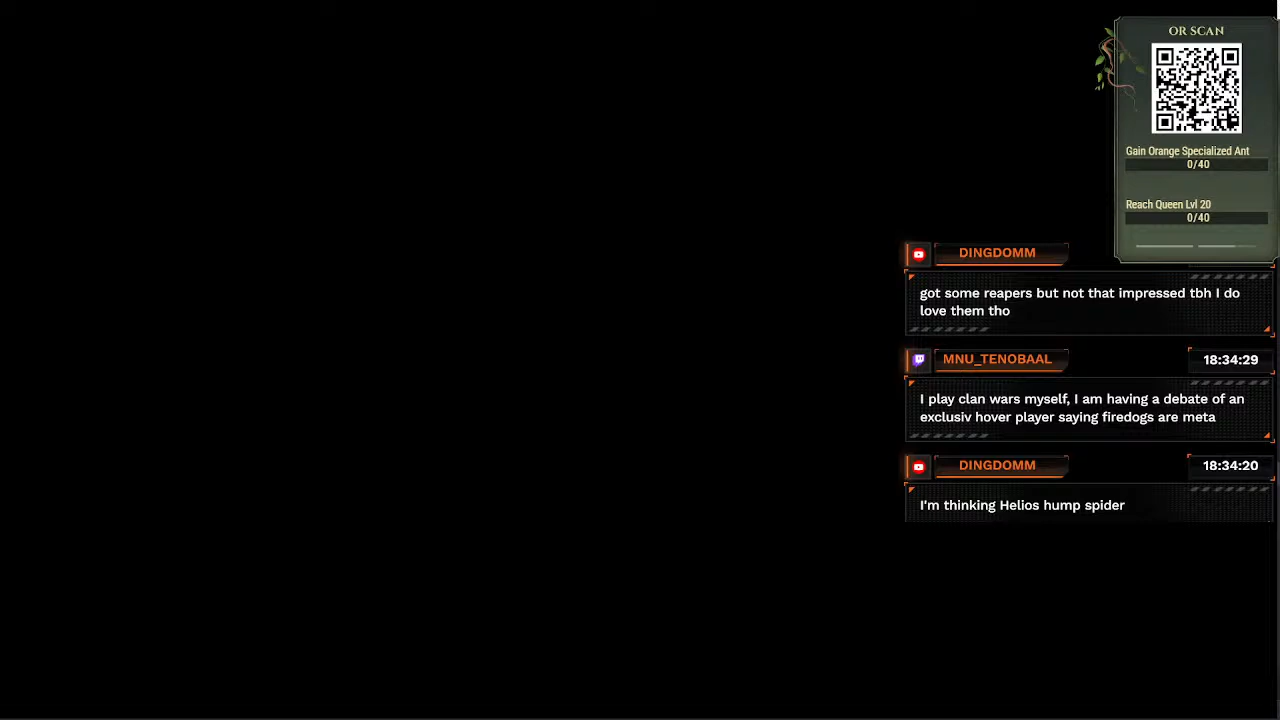 OR SCAN
Gain Orange Specialized Ant
0/40
Reach Queen Lvl 20
0/40
DINGDOMM
got some reapers but not that impressed tbh I do
love them tho
MNU_TENOBAAL
18:34:29
I play clan wars myself, I am having a debate of an
exclusiv hover player saying firedogs are meta
DINGDOMM
18:34:20
I'm thinking Helios hump spider